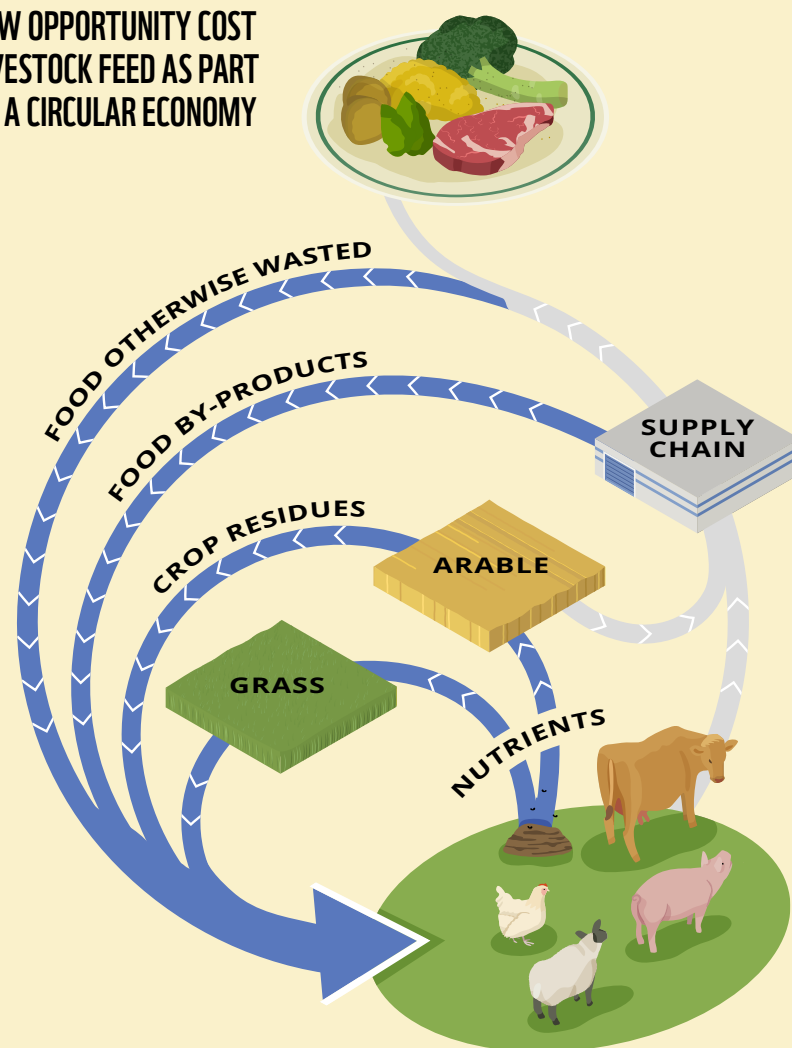 OPPORTUNITY COST
FEED AS PART
A CIRCULAR ECONOMY
FOOD OTHERWISE WASTED
FOOD BY-PRODUCTS
SUPPLY
CHAIN
CROP RESIDUES
ARABLE
GRASS
NUTRIENTS